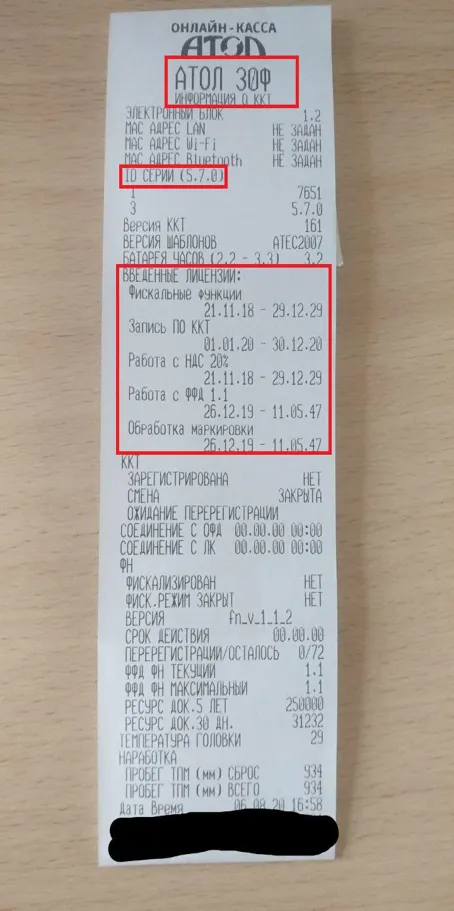 ОНЛАЙН-КАССА
АТОЛ
АТОЛ 30Ф
ИНФОРМАЦИЯ О ККТ
ЭЛЕКТРОННЫЙ БЛОК 1.2
MAC АДРЕС LAN НЕ ЗАДАН
MAC АДРЕС Wi-Fi НЕ ЗАДАН
MAC АДРЕС Bluetooth НЕ ЗАДАН
ID СЕРИИ (5.7.0)
1 7651
3 5.7.0
Версия ККТ 161
ВЕРСИЯ ШАБЛОНОВ ATEC2007
БАТАРЕЯ ЧАСОВ (2.2 - 3.3) 3.2
ВВЕДЕННЫЕ ЛИЦЕНЗИИ:
Фискальные функции
21.11.18 - 29.12.29
Запись ПО ККТ
01.01.20 - 30.12.20
Работа с НДС 20%
21.11.18 - 29.12.29
Работа с ФФД 1.1
26.12.19 - 11.05.47
Обработка маркировки
26.12.19 - 11.05.47
ККТ
ЗАРЕГИСТРИРОВАНА НЕТ
СМЕНА ЗАКРЫТА
ОЖИДАНИЕ ПЕРЕРЕГИСТРАЦИИ
СОЕДИНЕНИЕ С ОФД 00.00.00 00:00
СОЕДИНЕНИЕ С ЛК 00.00.00 00:00
ФН
ФИСКАЛИЗИРОВАН НЕТ
ФИСК.РЕЖИМ ЗАКРЫТ НЕТ
ВЕРСИЯ fn_v_1_1_2
СРОК ДЕЙСТВИЯ 00.00.00
ПЕРЕРЕГИСТРАЦИИ/ОСТАЛОСЬ 0/72
ФФД ФН ТЕКУЩИЙ 1.1
ФФД ФН МАКСИМАЛЬНЫЙ 1.1
РЕСУРС ДОК.5 ЛЕТ 250000
РЕСУРС ДОК.30 ДН. 31232
ТЕМПЕРАТУРА ГОЛОВКИ 29
НАРАБОТКА
ПРОБЕГ ТПМ (мм) СБРОС 934
ПРОБЕГ ТПМ (мм) ВСЕГО 934
Дата Время 06.08.20 16:58